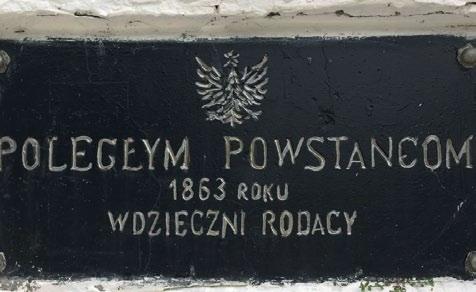 POLEGŁYM POWSTAŃCOM
1863 ROKU
WDZIĘCZNI RODACY